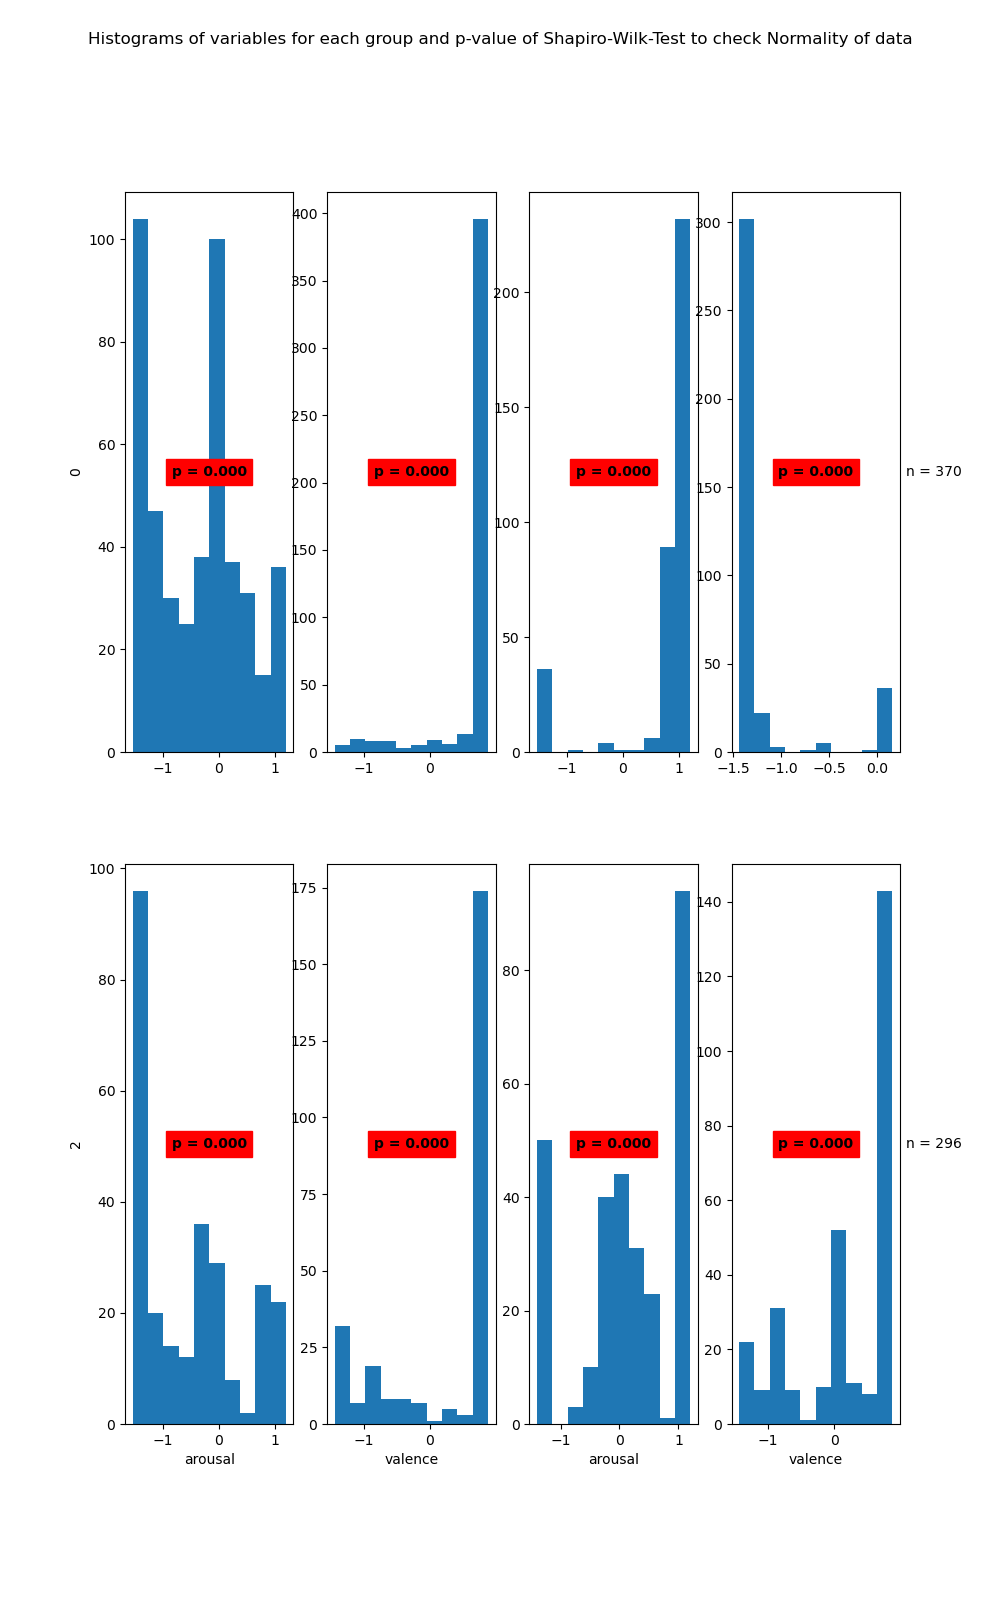 Histograms of variables for each group and p-value of Shapiro-Wilk-Test to check Normality of data
0
100
80
60
40
20
0
−1 0 1
p = 0.000
400
350
300
250
200
150
100
50
0
−1 0
p = 0.000
200
150
100
50
0
−1 0 1
p = 0.000
300
250
200
150
100
50
0
−1.5 −1.0 −0.5 0.0
p = 0.000
n = 370
2
100
80
60
40
20
0
−1 0 1
arousal
p = 0.000
175
150
125
100
75
50
25
0
−1 0
valence
p = 0.000
80
60
40
20
0
−1 0 1
arousal
p = 0.000
140
120
100
80
60
40
20
0
−1 0
valence
p = 0.000
n = 296